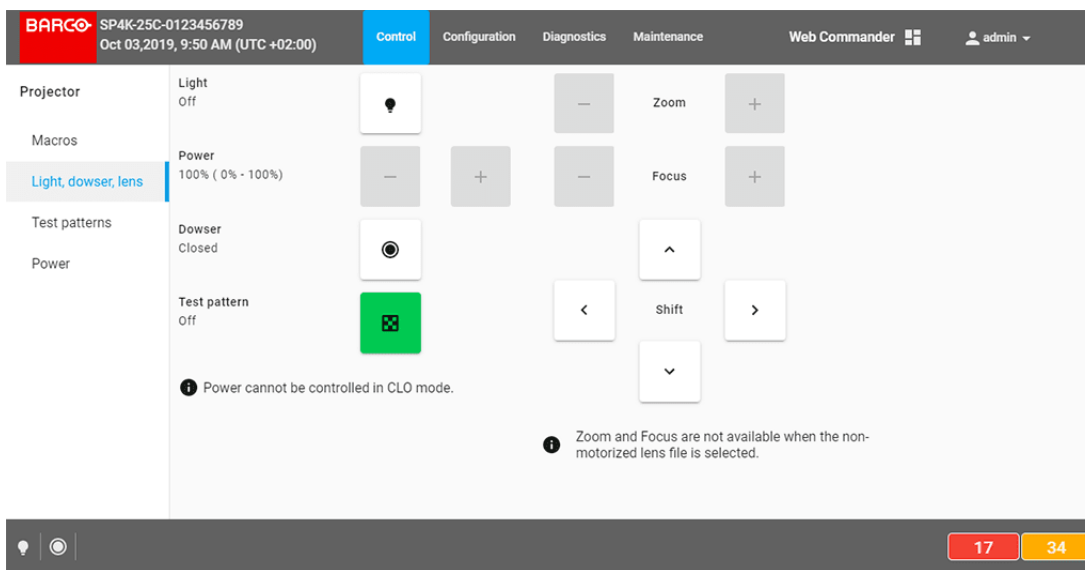 BARCO
SP4K-25C-0123456789
Oct 03,2019, 9:50 AM (UTC +02:00)
Control
Configuration
Diagnostics
Maintenance
Web Commander
admin
Projector
Macros
Light, dowser, lens
Test patterns
Power
Light
Off
Power
100% ( 0% - 100%)
Dowser
Closed
Test pattern
Off
Power cannot be controlled in CLO mode.
− Zoom +
− +
− Focus +
Shift
Zoom and Focus are not available when the non-
motorized lens file is selected.
17
34